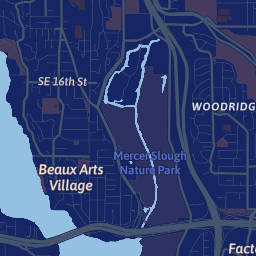 SE 16th St
WOODRIDG
Mercer Slough
Nature Park
Beaux Arts
Village
Fact